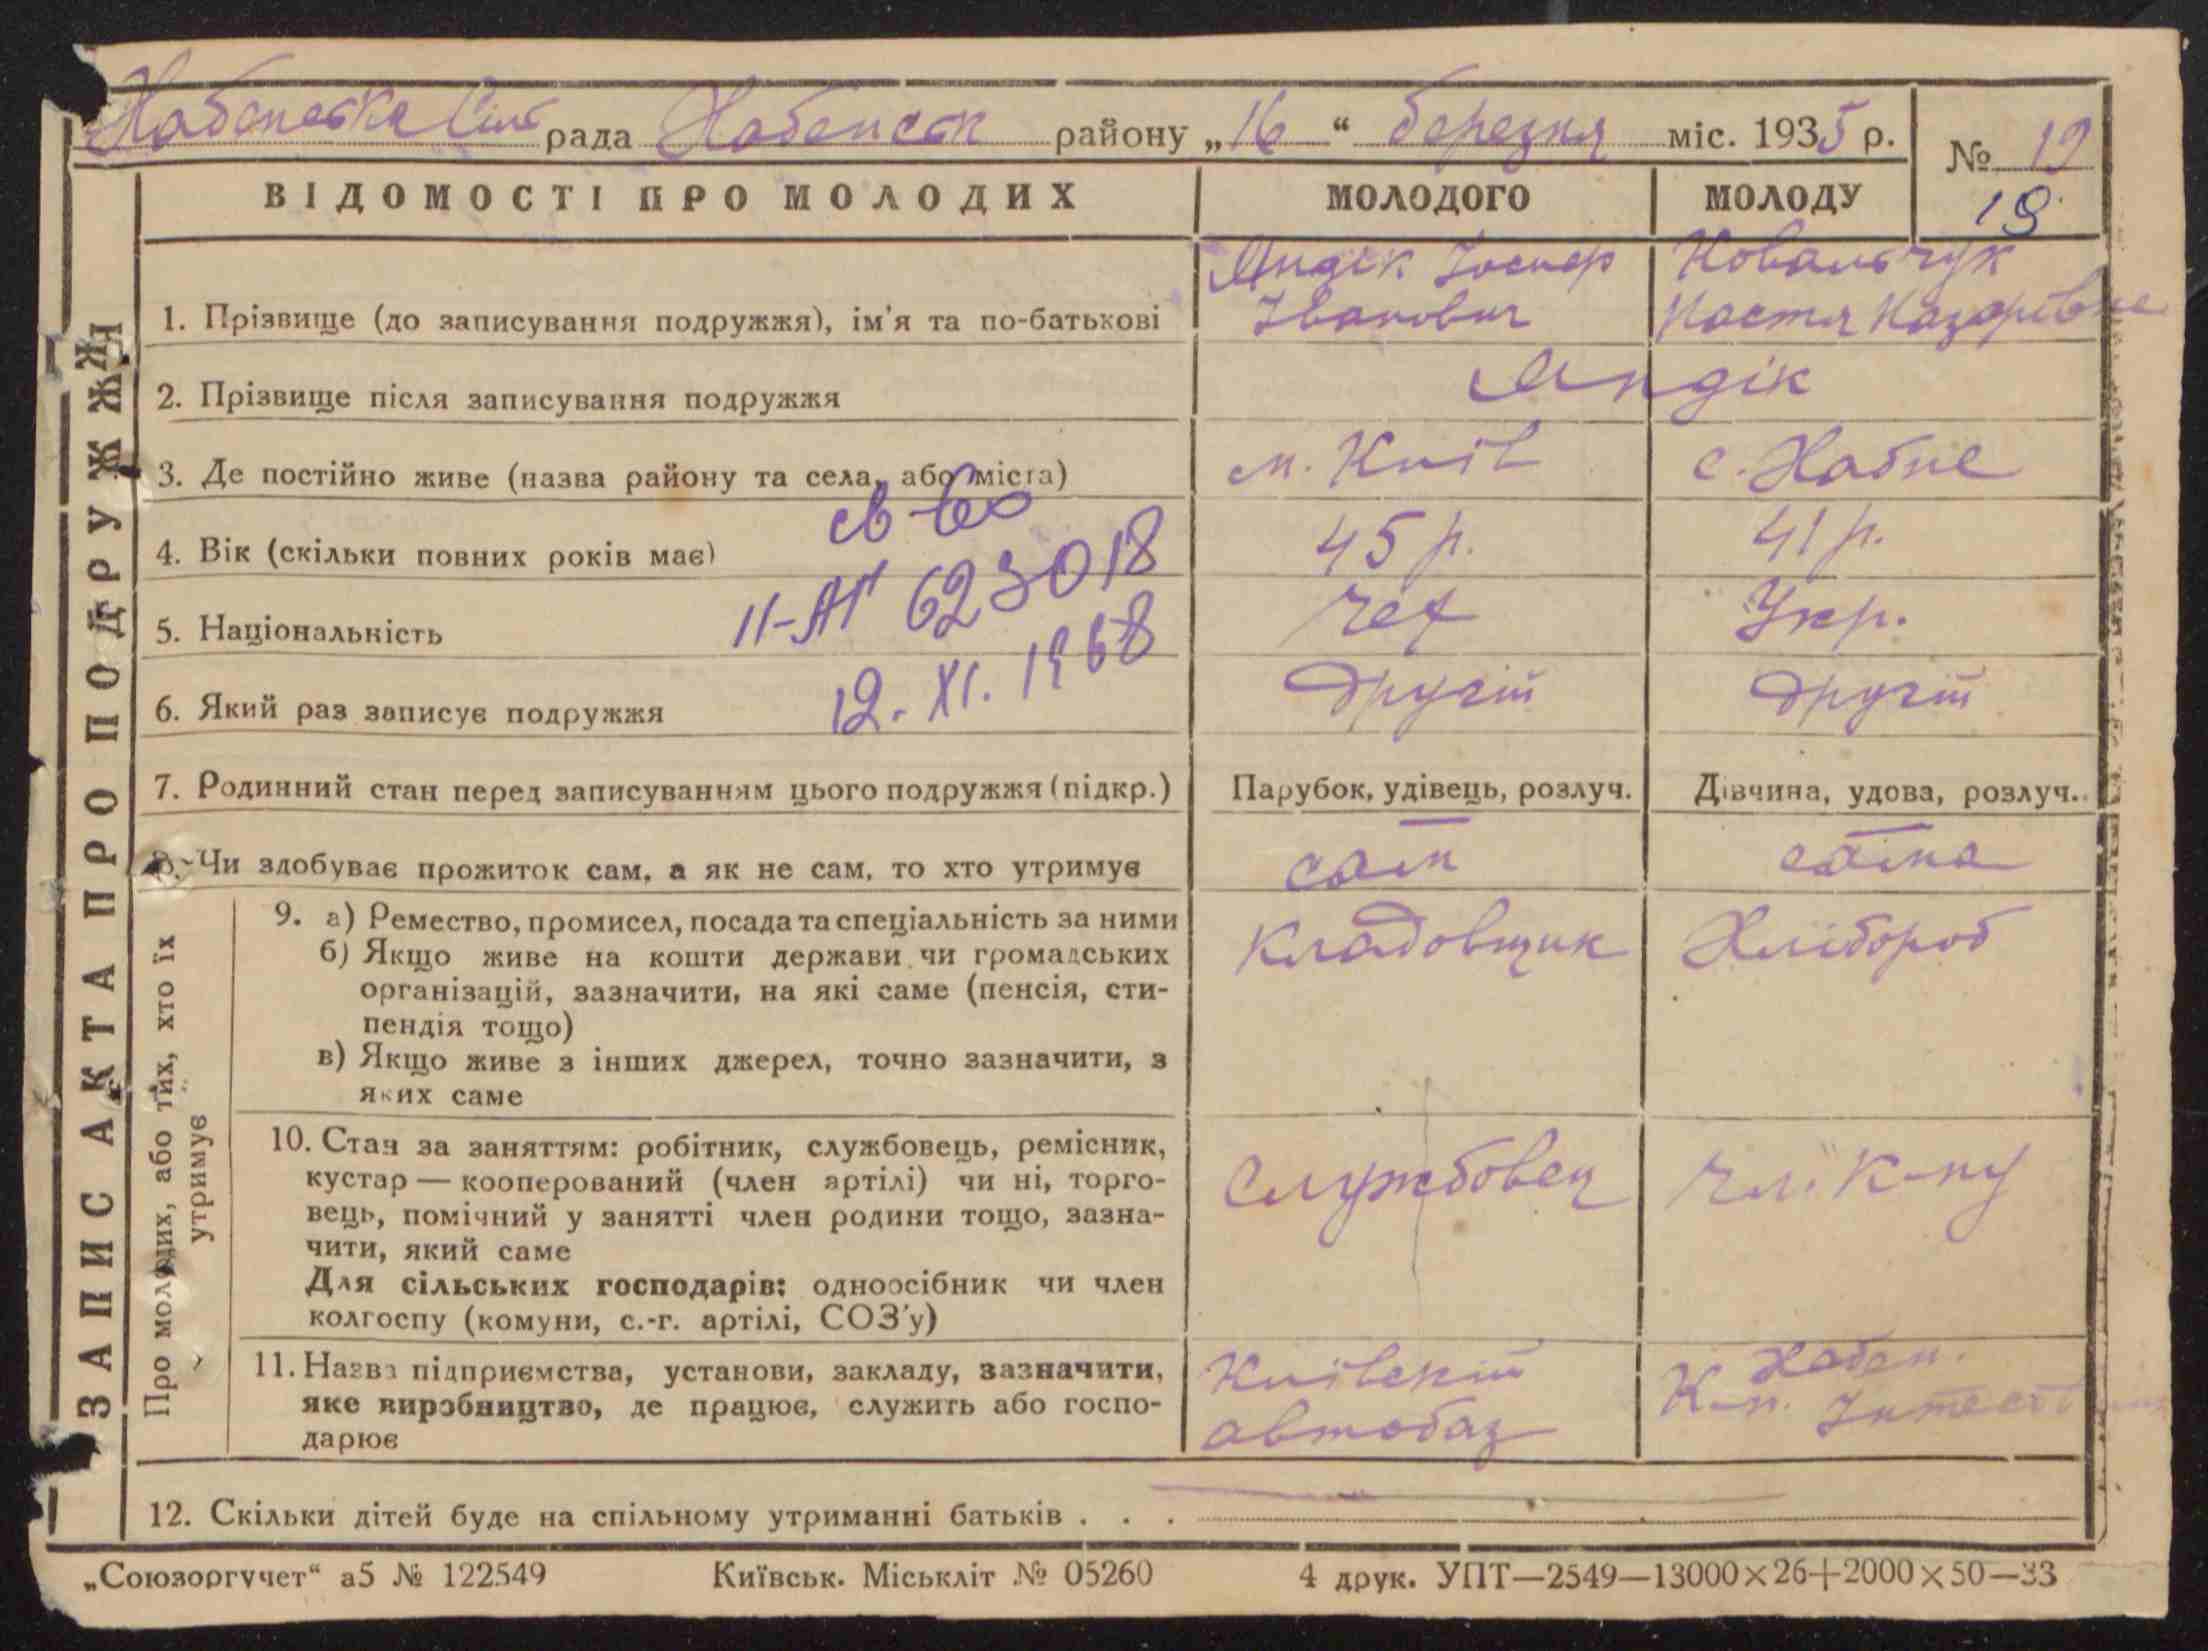 Хабенська Сіль рада Хабенськ району „16“ березня міс. 1935 р.
№ 19
19
ВІДОМОСТІ ПРО МОЛОДИХ МОЛОДОГО МОЛОДУ
1. Прізвище (до записування подружжя), ім'я та по-батькові
Іванович
Ковальчук
Настя Назарівна
2. Прізвище після записування подружжя
3. Де постійно живе (назва району та села, або міста) м. Київ с. Хабне
4. Вік (скільки повних років має) 45 р. 41 р.
5. Національність Чех Укр.
6. Який раз записує подружжя другий другий
св-во
II-АГ 623018
12. XI. 1968
7. Родинний стан перед записуванням цього подружжя (підкр.) Парубок, удівець, розлуч. Дівчина, удова, розлуч.
8. Чи здобуває прожиток сам, а як не сам, то хто утримує сам сама
9. а) Ремество, промисел, посада та спеціальність за ними кладовщик Хлібороб
б) Якщо живе на кошти держави чи громадських
організацій, зазначити, на які саме (пенсія, сти-
пендія тощо)
в) Якщо живе з інших джерел, точно зазначити, з
яких саме
10. Стан за заняттям: робітник, службовець, ремісник,
кустар — кооперований (член артілі) чи ні, торго-
вець, помічний у занятті член родини тощо, зазна-
чити, який саме
Для сільських господарів: одноосібник чи член
колгоспу (комуни, с.-г. артілі, СОЗ'у)
службовец чл. К-пу
11. Назва підприємства, установи, закладу, зазначити,
яке виробництво, де працює, служить або госпо-
дарює
Київский
автобаз
Хабен.
К-п.
12. Скільки дітей буде на спільному утриманні батьків . . .
ЗАПИС АКТА ПРО ПОДРУЖЖЯ
Про молодих, або тих, хто їх
утримує
„Союзоргучет“ а5 № 122549 Київськ. Міськліт № 05260 4 друк. УПТ—2549—13000×26+2000×50—33